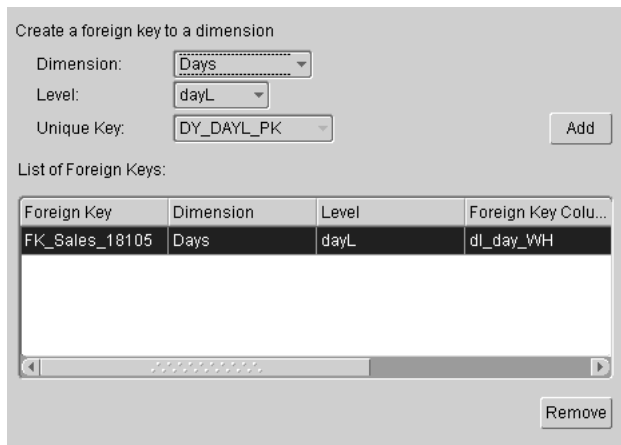 Create a foreign key to a dimension
Dimension: Days
Level: dayL
Unique Key: DY_DAYL_PK Add
List of Foreign Keys:
Foreign Key Dimension Level Foreign Key Colu...
FK_Sales_18105 Days dayL dl_day_WH
Remove